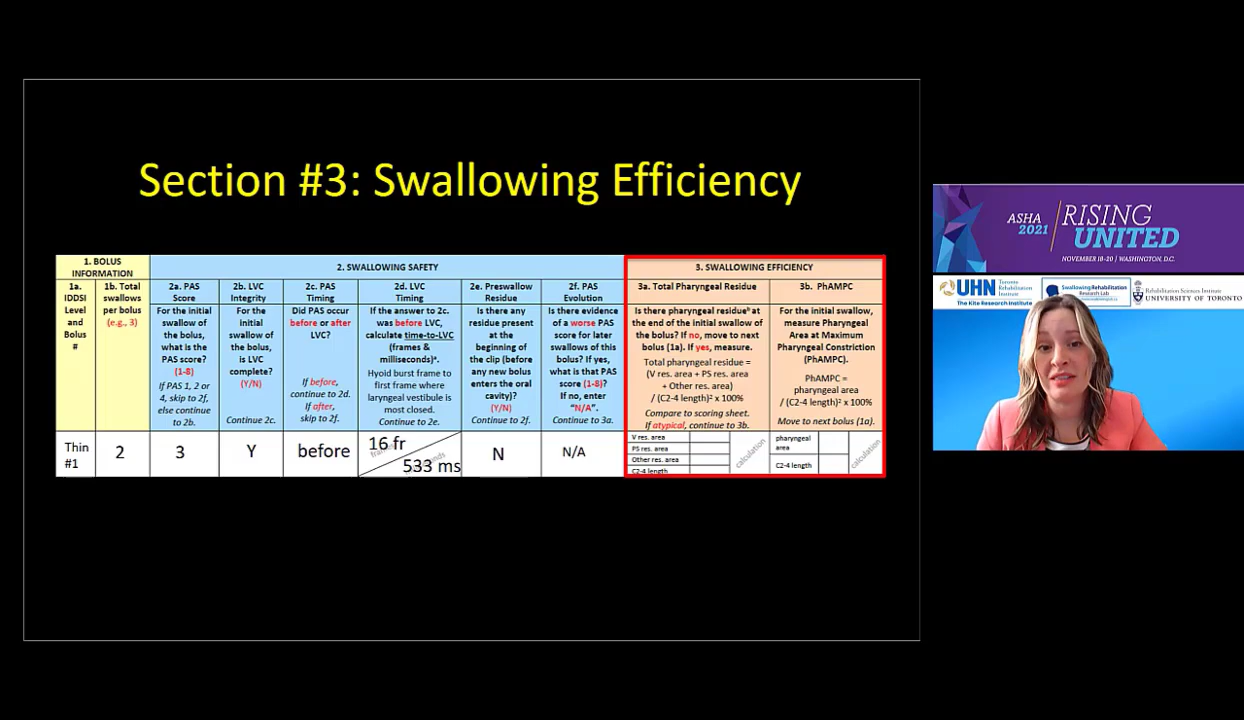 Section #3: Swallowing Efficiency
1. BOLUS
INFORMATION
2. SWALLOWING SAFETY
3. SWALLOWING EFFICIENCY
1a.
IDDSI
Level
and
Bolus
#
1b. Total
swallows
per bolus
(e.g., 3)
2a. PAS
Score
For the initial
swallow of
the bolus,
what is the
PAS score?
(1-8)
If PAS 1, 2 or
4, skip to 2f,
else continue
to 2b.
2b. LVC
Integrity
For the
initial
swallow of
the bolus,
is LVC
complete?
(Y/N)
Continue 2c.
2c. PAS
Timing
Did PAS occur
before or after
LVC?
If before,
continue to 2d.
If after,
skip to 2f.
2d. LVC
Timing
If the answer to 2c.
was before LVC,
calculate time-to-LVC
(frames &
milliseconds)ᵃ.
Hyoid burst frame to
first frame where
laryngeal vestibule is
most closed.
Continue to 2e.
2e. Preswallow
Residue
Is there any
residue present
at the
beginning of
the clip (before
any new bolus
enters the oral
cavity)?
(Y/N)
Continue to 2f.
2f. PAS
Evolution
Is there evidence
of a worse PAS
score for later
swallows of this
bolus? If yes,
what is that PAS
score (1-8)?
If no, enter
"N/A".
Continue to 3a.
3a. Total Pharyngeal Residue
Is there pharyngeal residueᵇ at
the end of the initial swallow of
the bolus? If no, move to next
bolus (1a). If yes, measure.
Total pharyngeal residue =
(V res. area + PS res. area
+ Other res. area)
/ (C2-4 length)² x 100%
Compare to scoring sheet.
If atypical, continue to 3b.
3b. PhAMPC
For the initial swallow,
measure Pharyngeal
Area at Maximum
Pharyngeal Constriction
(PhAMPC).
PhAMPC =
pharyngeal area
/ (C2-4 length)² x 100%
Move to next bolus (1a).
Thin
#1
2
3
Y
before
16 fr
533 ms
N
N/A
V res. area
PS res. area
Other res. area
C2-4 length
calculation
pharyngeal
area
C2-4 length
calculation
ASHA
2021
RISING
UNITED
NOVEMBER 18-20 / WASHINGTON, D.C.
UHN
Toronto
Rehabilitation
Institute
The Kite Research Institute
Swallowing Rehabilitation
Research Lab
Rehabilitation Sciences Institute
UNIVERSITY OF TORONTO